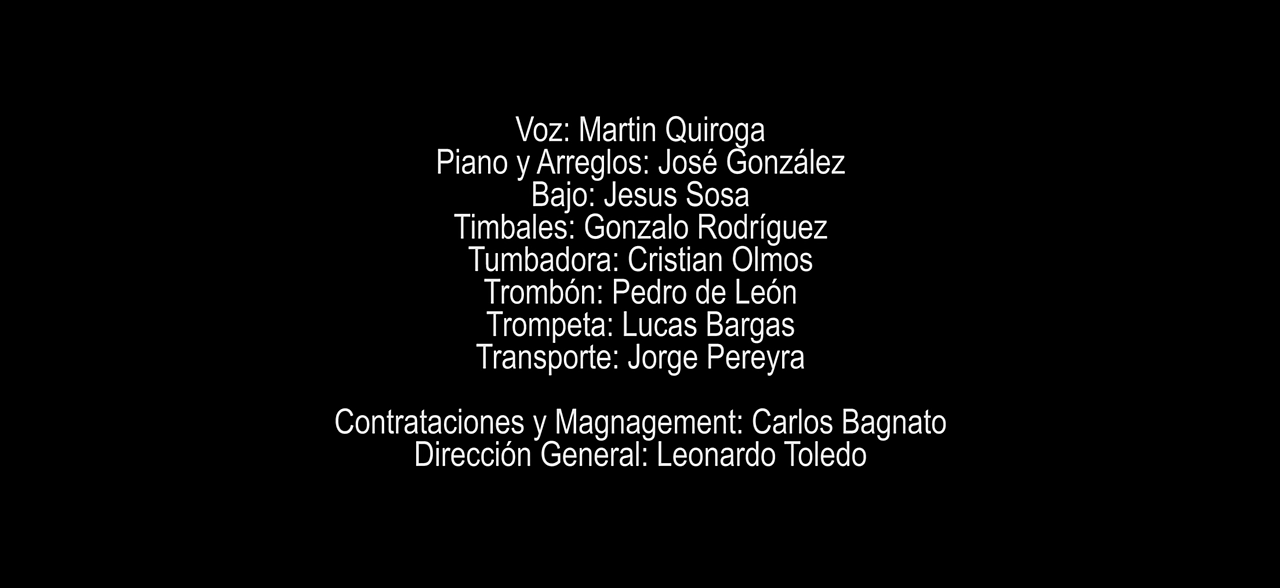 Voz: Martin Quiroga
Piano y Arreglos: José González
Bajo: Jesus Sosa
Timbales: Gonzalo Rodríguez
Tumbadora: Cristian Olmos
Trombón: Pedro de León
Trompeta: Lucas Bargas
Transporte: Jorge Pereyra
Contrataciones y Magnagement: Carlos Bagnato
Dirección General: Leonardo Toledo